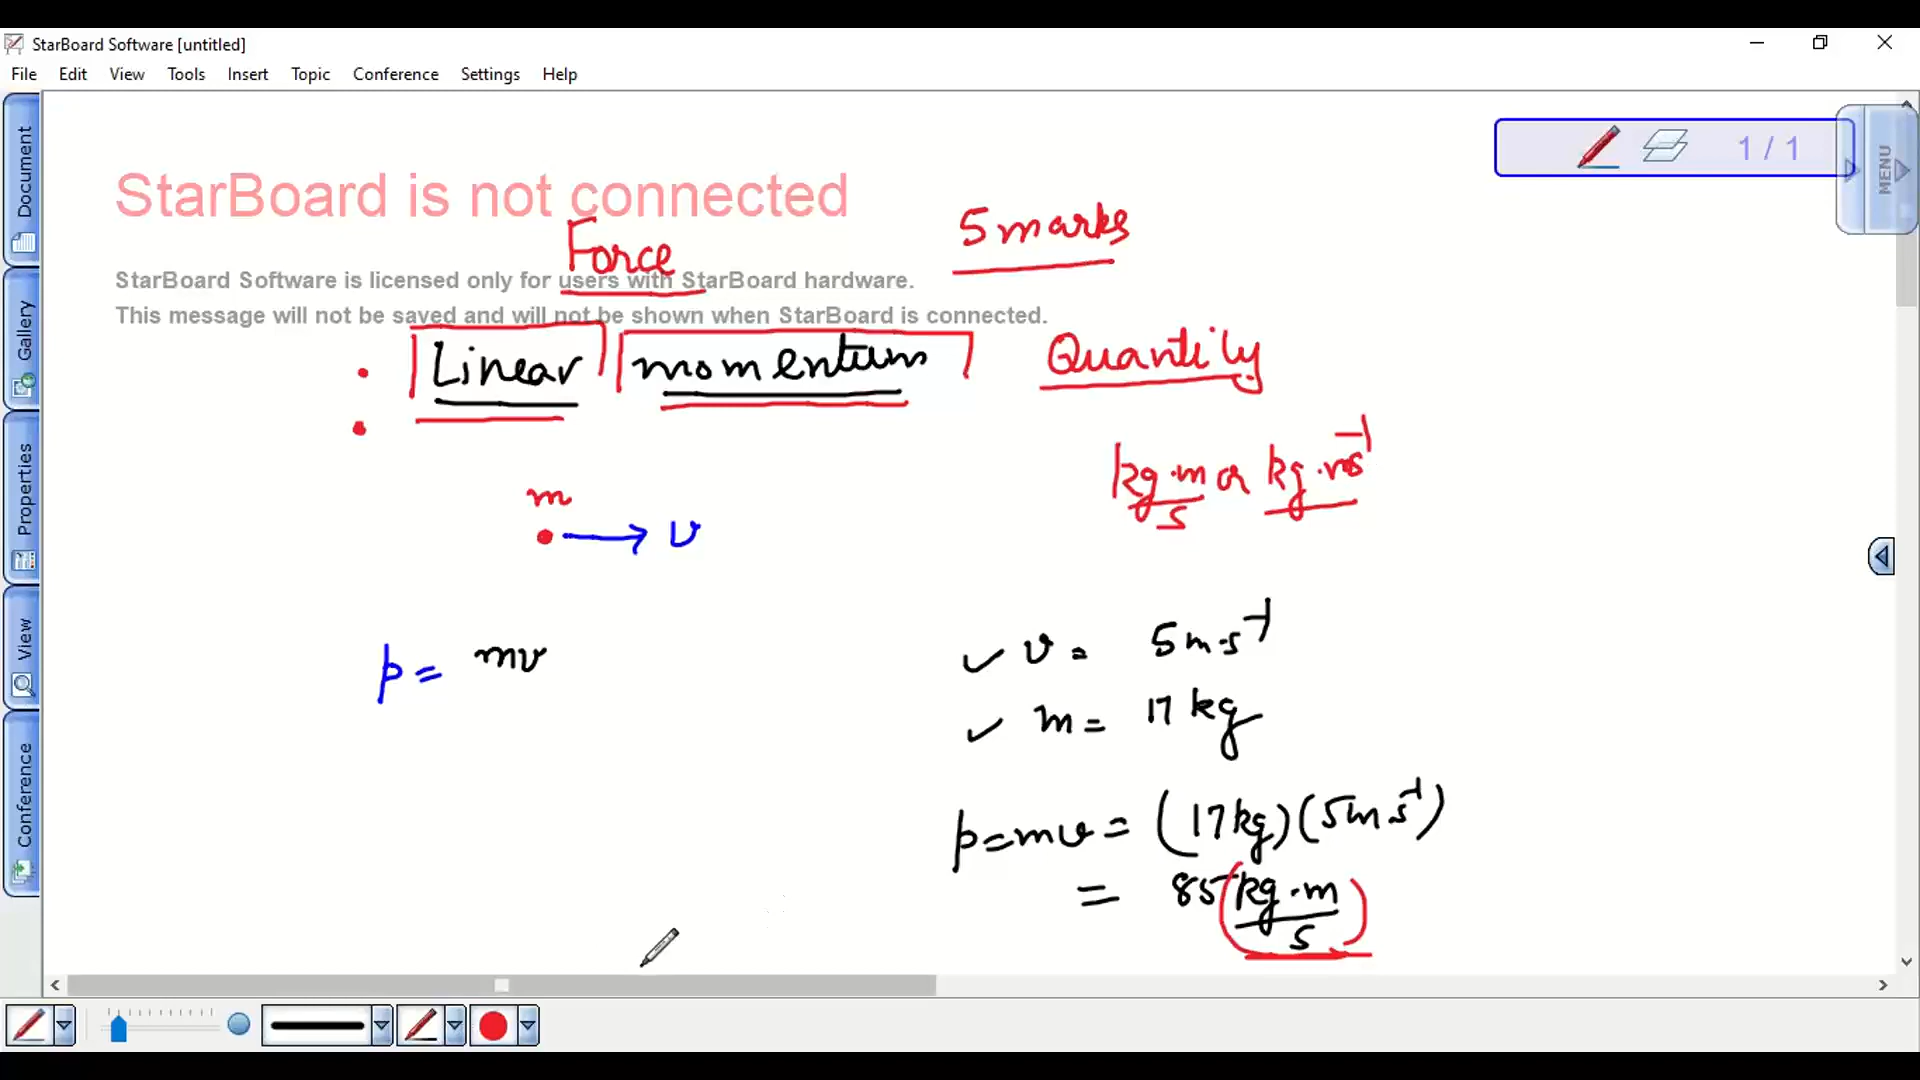 StarBoard Software [untitled]
File Edit View Tools Insert Topic Conference Settings Help
Document
Gallery
Properties
View
Conference
1 / 1
MENU
StarBoard is not connected
Force
5 marks
StarBoard Software is licensed only for users with StarBoard hardware.
This message will not be saved and will not be shown when StarBoard is connected.
Linear momentum
Quantity
kg·m/s or kg·ms⁻¹
m
v
p = mv
✓ v = 5m·s⁻¹
✓ m = 17 kg
p = mv = (17kg)(5m s⁻¹)
= 85 (kg·m/s)